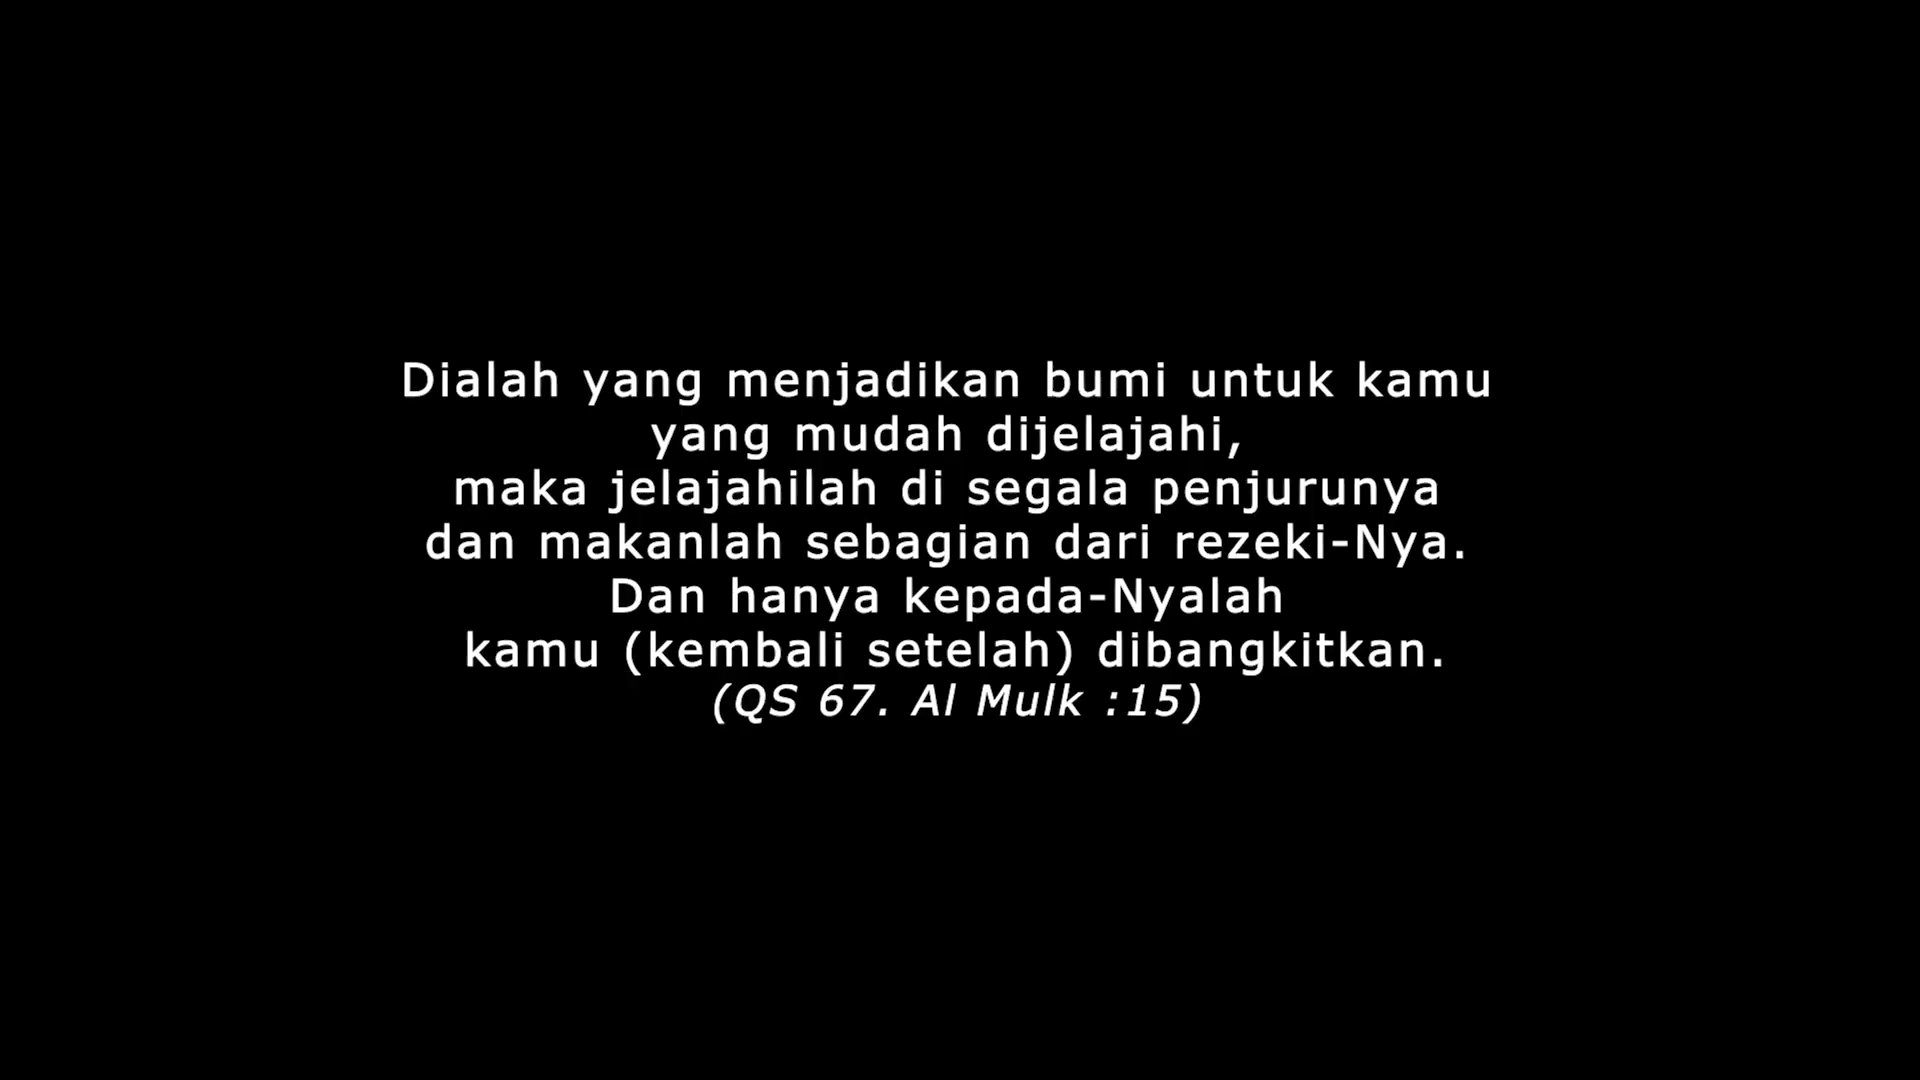 Dialah yang menjadikan bumi untuk kamu
yang mudah dijelajahi,
maka jelajahilah di segala penjurunya
dan makanlah sebagian dari rezeki-Nya.
Dan hanya kepada-Nyalah
kamu (kembali setelah) dibangkitkan.
(QS 67. Al Mulk :15)